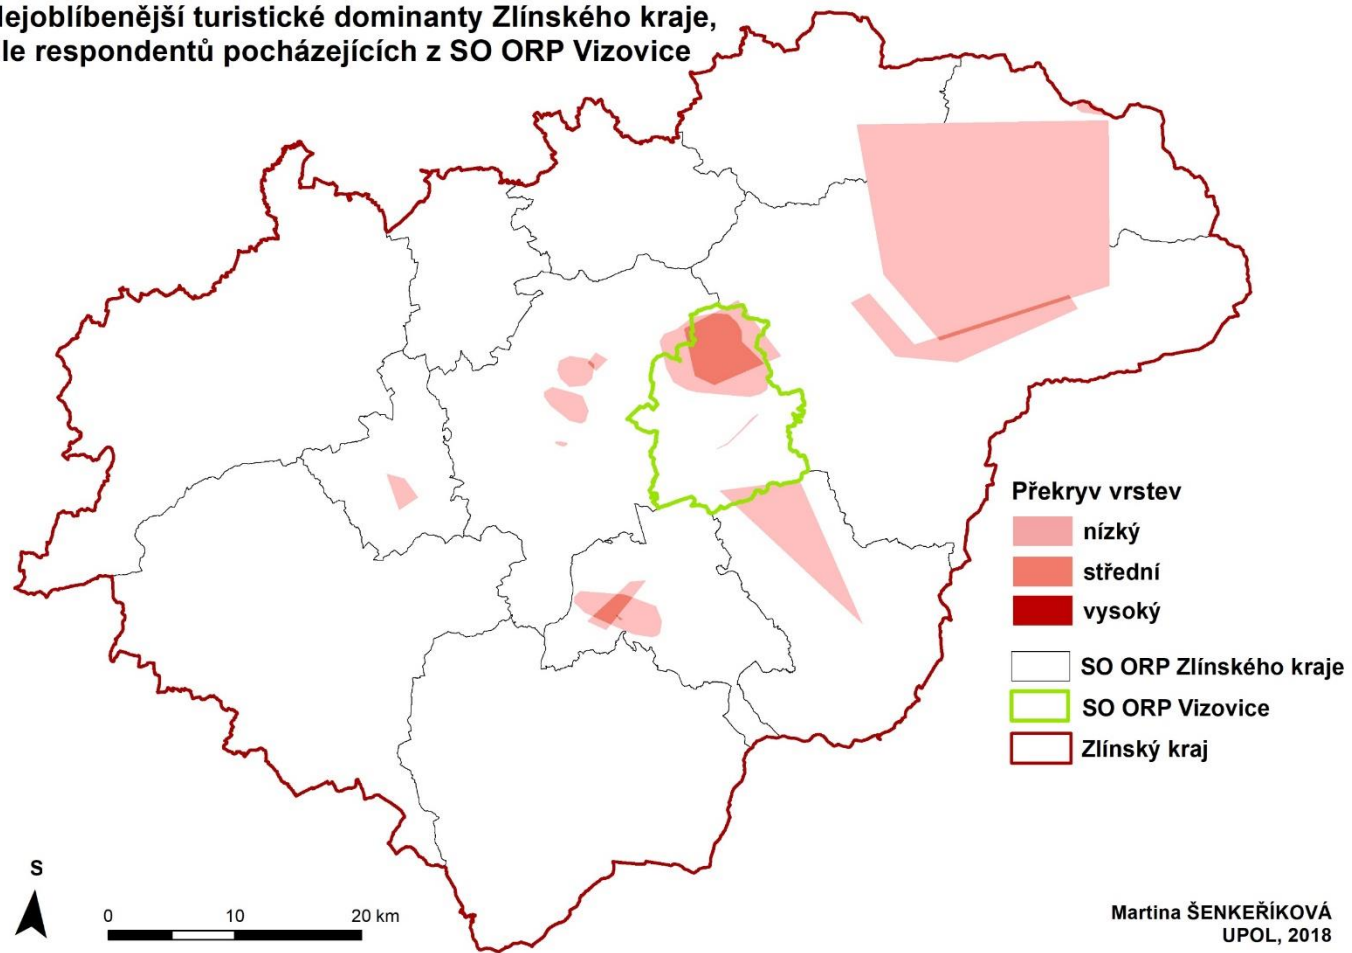 Nejoblíbenější turistické dominanty Zlínského kraje,
le respondentů pocházejících z SO ORP Vizovice
Překryv vrstev
nízký
střední
vysoký
SO ORP Zlínského kraje
SO ORP Vizovice
Zlínský kraj
S
0 10 20 km
Martina ŠENKEŘÍKOVÁ
UPOL, 2018